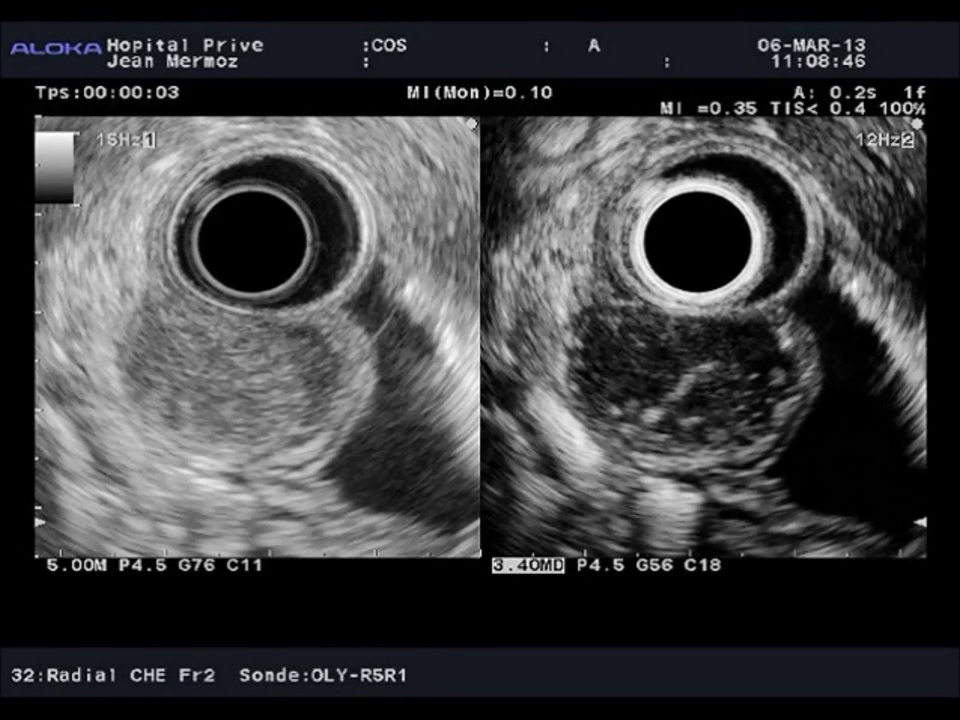 ALOKA Hopital Prive :COS : A 06-MAR-13
Jean Mermoz : : 11:08:46
Tps:00:00:03 MI(Mon)=0.10 A: 0.2s 1f
MI =0.35 TIS< 0.4 100%
15Hz1 12Hz2
5.00M P4.5 G76 C11 3.40MD P4.5 G56 C18
32:Radial CHE Fr2 Sonde:OLY-R5R1